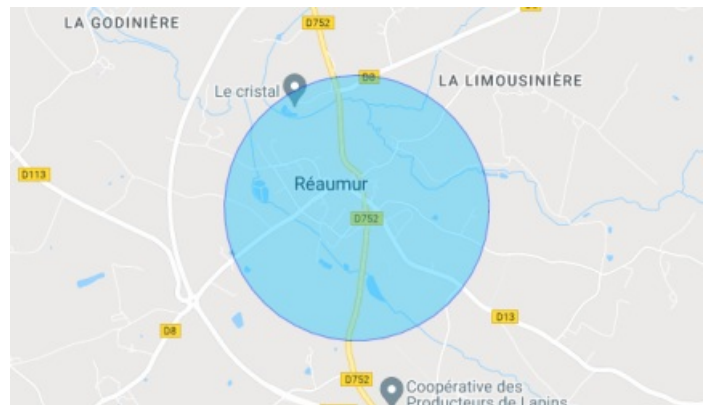 LA GODINIÈRE
D752
D8
Le cristal
LA LIMOUSINIÈRE
D113
Réaumur
D752
D13
D8
D752
Coopérative des
Producteurs de Lapins